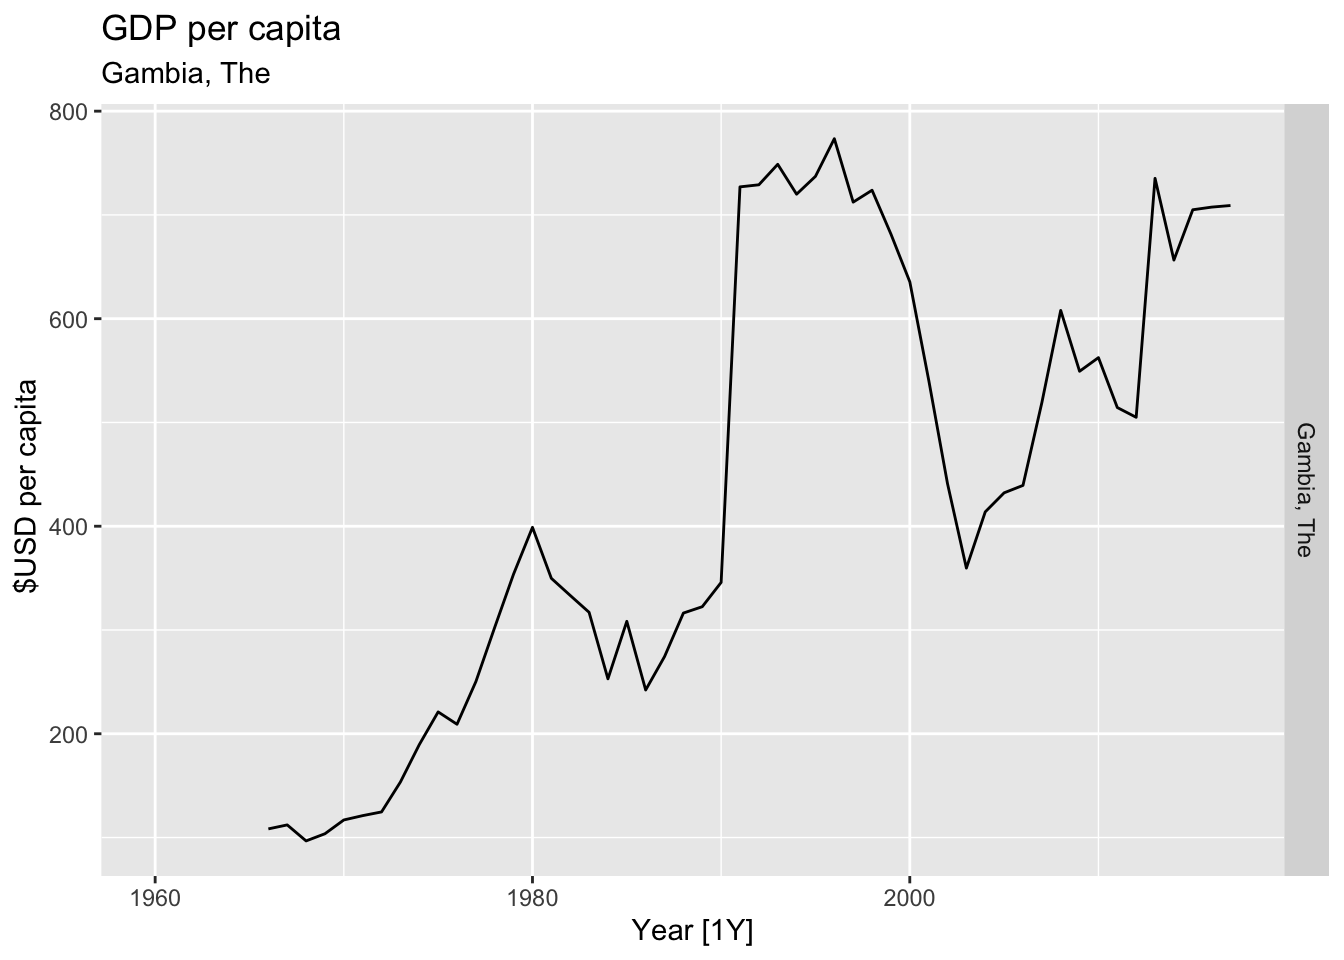 GDP per capita
Gambia, The
800
600
400
200
$USD per capita
Gambia, The
1960
1980
2000
Year [1Y]